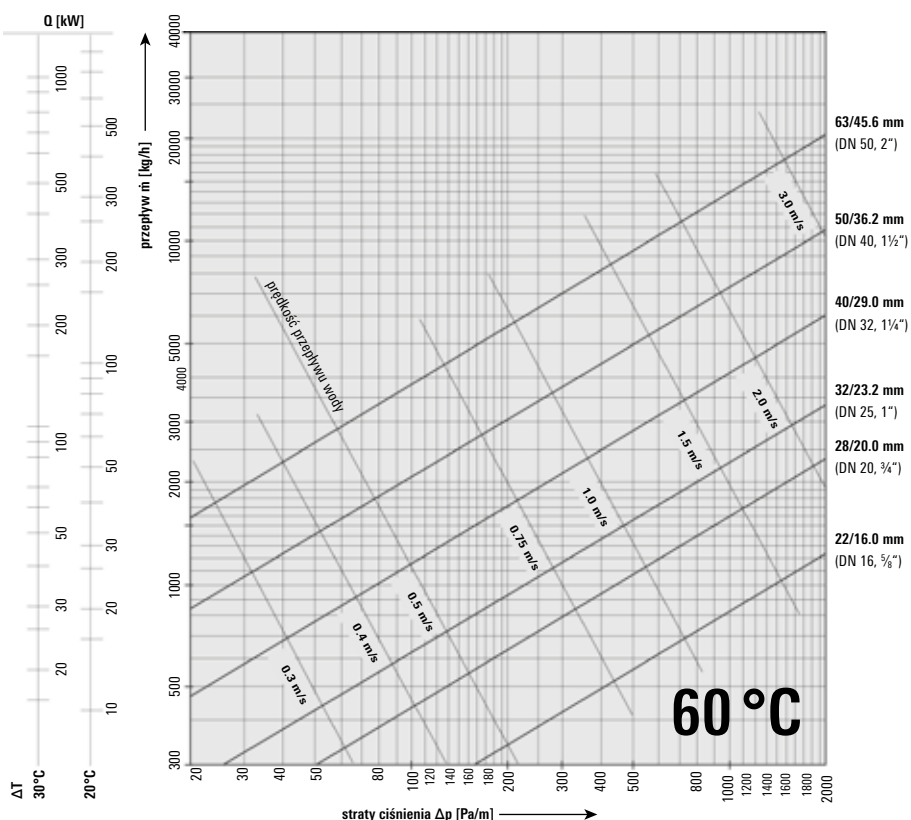 Q [kW]
1000
500
300
200
100
50
30
20
500
300
200
100
50
30
20
10
ΔT
30°C
20°C
przepływ ṁ [kg/h]
40000
30000
20000
10000
5000
4000
3000
2000
1000
500
300
prędkość przepływu wody
0.3 m/s
0.4 m/s
0.5 m/s
0.75 m/s
1.0 m/s
1.5 m/s
2.0 m/s
3.0 m/s
63/45.6 mm
(DN 50, 2“)
50/36.2 mm
(DN 40, 1½“)
40/29.0 mm
(DN 32, 1¼“)
32/23.2 mm
(DN 25, 1“)
28/20.0 mm
(DN 20, ¾“)
22/16.0 mm
(DN 16, ⅝“)
60 °C
20 30 40 50 80 100 120 140 160 180 200 300 400 500 800 1000 1200 1400 1600 1800 2000
straty ciśnienia Δp [Pa/m]